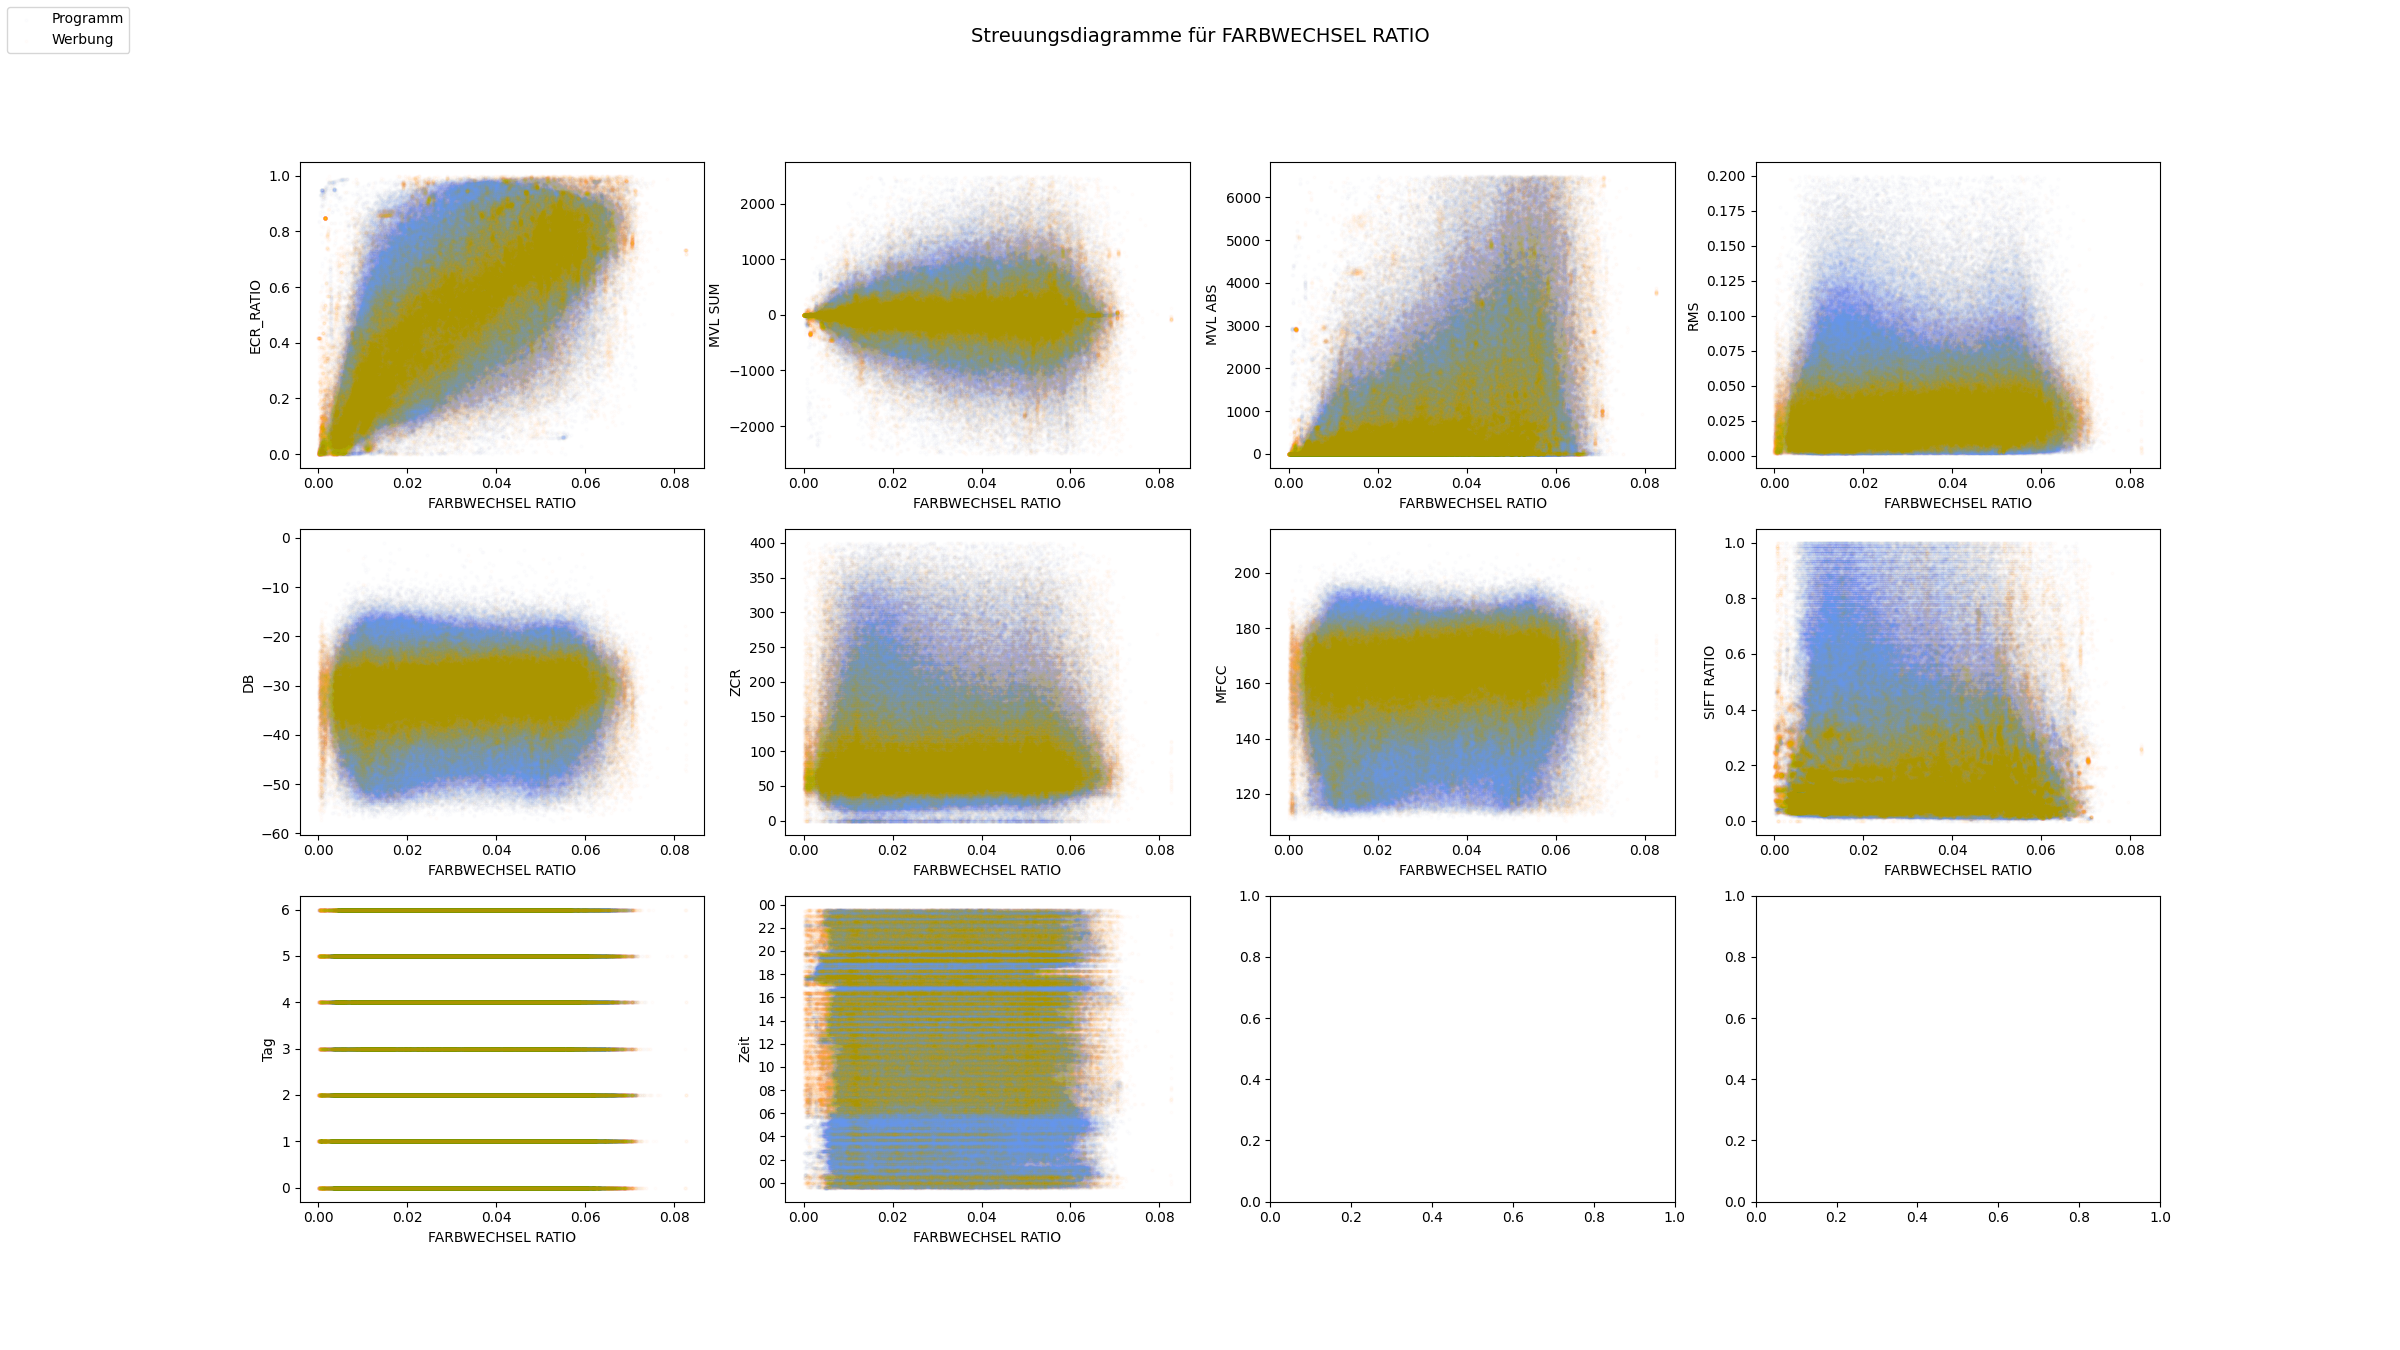 Programm
Werbung
Streuungsdiagramme für FARBWECHSEL RATIO
1.0
0.8
0.6
0.4
0.2
0.0
ECR_RATIO
0.00 0.02 0.04 0.06 0.08
FARBWECHSEL RATIO
2000
1000
0
−1000
−2000
MVL SUM
0.00 0.02 0.04 0.06 0.08
FARBWECHSEL RATIO
6000
5000
4000
3000
2000
1000
0
MVL ABS
0.00 0.02 0.04 0.06 0.08
FARBWECHSEL RATIO
0.200
0.175
0.150
0.125
0.100
0.075
0.050
0.025
0.000
RMS
0.00 0.02 0.04 0.06 0.08
FARBWECHSEL RATIO
0
−10
−20
−30
−40
−50
−60
DB
0.00 0.02 0.04 0.06 0.08
FARBWECHSEL RATIO
400
350
300
250
200
150
100
50
0
ZCR
0.00 0.02 0.04 0.06 0.08
FARBWECHSEL RATIO
200
180
160
140
120
MFCC
0.00 0.02 0.04 0.06 0.08
FARBWECHSEL RATIO
1.0
0.8
0.6
0.4
0.2
0.0
SIFT RATIO
0.00 0.02 0.04 0.06 0.08
FARBWECHSEL RATIO
6
5
4
3
2
1
0
Tag
0.00 0.02 0.04 0.06 0.08
FARBWECHSEL RATIO
00
22
20
18
16
14
12
10
08
06
04
02
00
Zeit
0.00 0.02 0.04 0.06 0.08
FARBWECHSEL RATIO
1.0
0.8
0.6
0.4
0.2
0.0
0.0 0.2 0.4 0.6 0.8 1.0
1.0
0.8
0.6
0.4
0.2
0.0
0.0 0.2 0.4 0.6 0.8 1.0